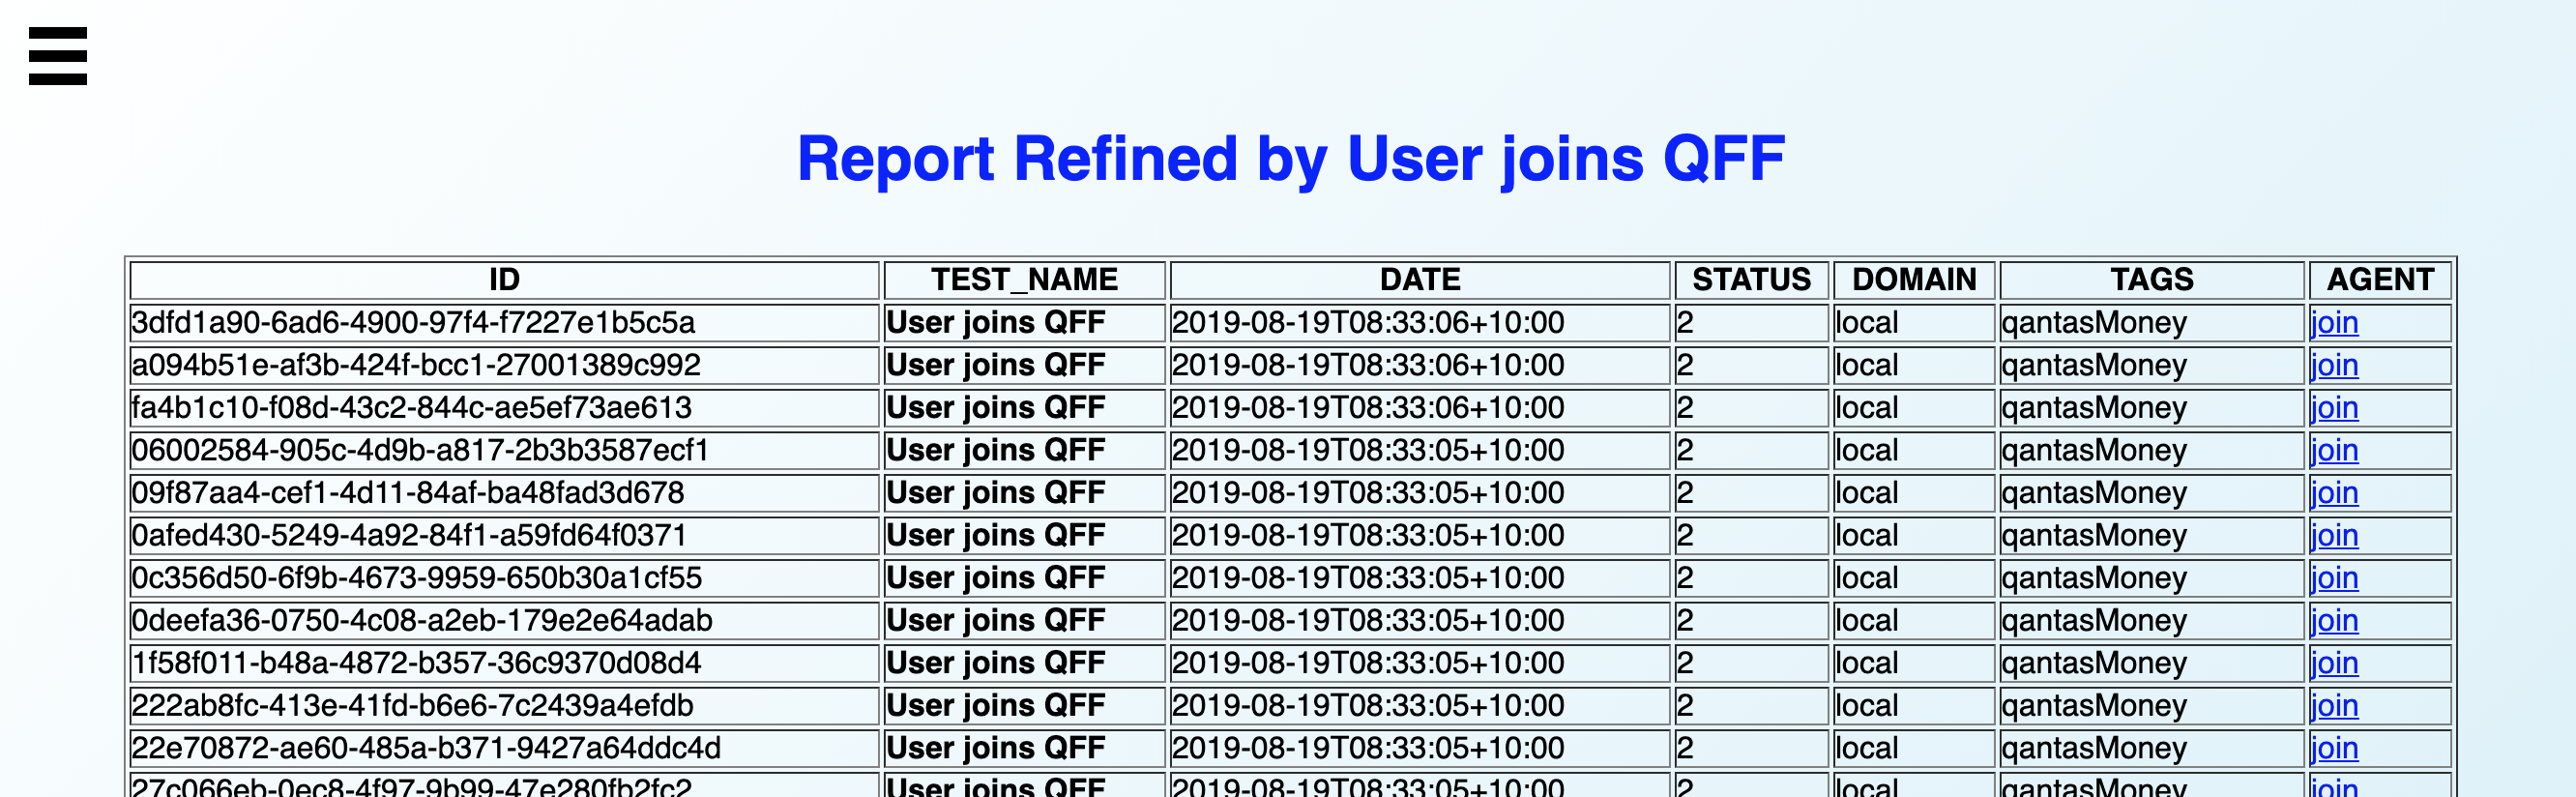 Report Refined by User joins QFF
ID TEST_NAME DATE STATUS DOMAIN TAGS AGENT
3dfd1a90-6ad6-4900-97f4-f7227e1b5c5a User joins QFF 2019-08-19T08:33:06+10:00 2 local qantasMoney join
a094b51e-af3b-424f-bcc1-27001389c992 User joins QFF 2019-08-19T08:33:06+10:00 2 local qantasMoney join
fa4b1c10-f08d-43c2-844c-ae5ef73ae613 User joins QFF 2019-08-19T08:33:06+10:00 2 local qantasMoney join
06002584-905c-4d9b-a817-2b3b3587ecf1 User joins QFF 2019-08-19T08:33:05+10:00 2 local qantasMoney join
09f87aa4-cef1-4d11-84af-ba48fad3d678 User joins QFF 2019-08-19T08:33:05+10:00 2 local qantasMoney join
0afed430-5249-4a92-84f1-a59fd64f0371 User joins QFF 2019-08-19T08:33:05+10:00 2 local qantasMoney join
0c356d50-6f9b-4673-9959-650b30a1cf55 User joins QFF 2019-08-19T08:33:05+10:00 2 local qantasMoney join
0deefa36-0750-4c08-a2eb-179e2e64adab User joins QFF 2019-08-19T08:33:05+10:00 2 local qantasMoney join
1f58f011-b48a-4872-b357-36c9370d08d4 User joins QFF 2019-08-19T08:33:05+10:00 2 local qantasMoney join
222ab8fc-413e-41fd-b6e6-7c2439a4efdb User joins QFF 2019-08-19T08:33:05+10:00 2 local qantasMoney join
22e70872-ae60-485a-b371-9427a64ddc4d User joins QFF 2019-08-19T08:33:05+10:00 2 local qantasMoney join
27c066eb-0ec8-4f97-9b99-47e280fb2fc2 User joins QFF 2019-08-19T08:33:05+10:00 2 local qantasMoney join